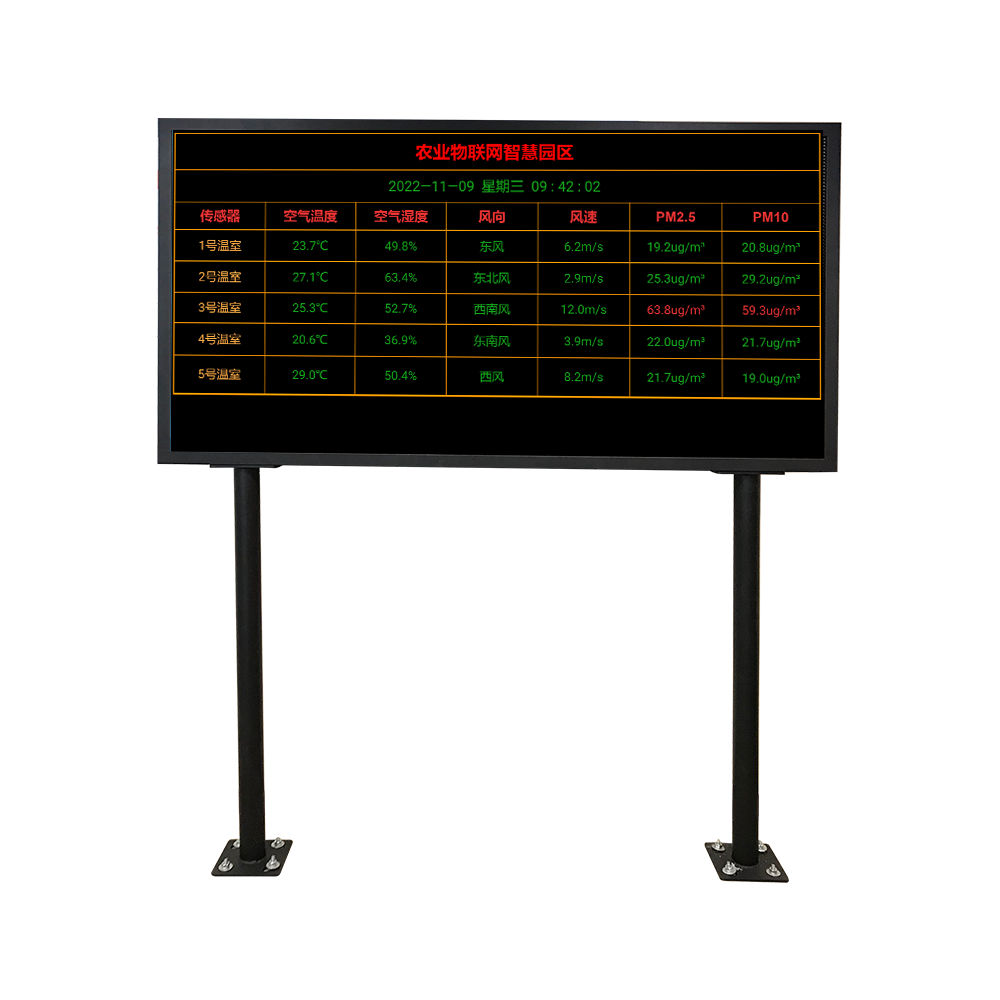 农业物联网智慧园区
2022-11-09 星期三 09:42:02
传感器 空气温度 空气湿度 风向 风速 PM2.5 PM10
1号温室 23.7℃ 49.8% 东风 6.2m/s 19.2ug/m³ 20.8ug/m³
2号温室 27.1℃ 63.4% 东北风 2.9m/s 25.3ug/m³ 29.2ug/m³
3号温室 25.3℃ 52.7% 西南风 12.0m/s 63.8ug/m³ 59.3ug/m³
4号温室 20.6℃ 36.9% 东南风 3.9m/s 22.0ug/m³ 21.7ug/m³
5号温室 29.0℃ 50.4% 西风 8.2m/s 21.7ug/m³ 19.0ug/m³